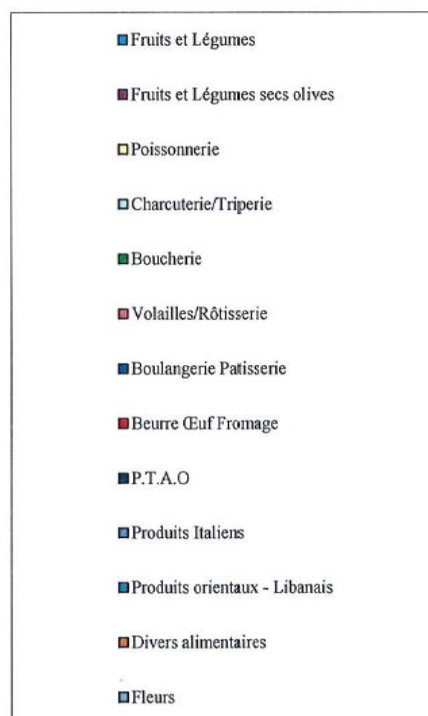 Fruits et Légumes
Fruits et Légumes secs olives
Poissonnerie
Charcuterie/Triperie
Boucherie
Volailles/Rôtisserie
Boulangerie Patisserie
Beurre Œuf Fromage
P.T.A.O
Produits Italiens
Produits orientaux - Libanais
Divers alimentaires
Fleurs